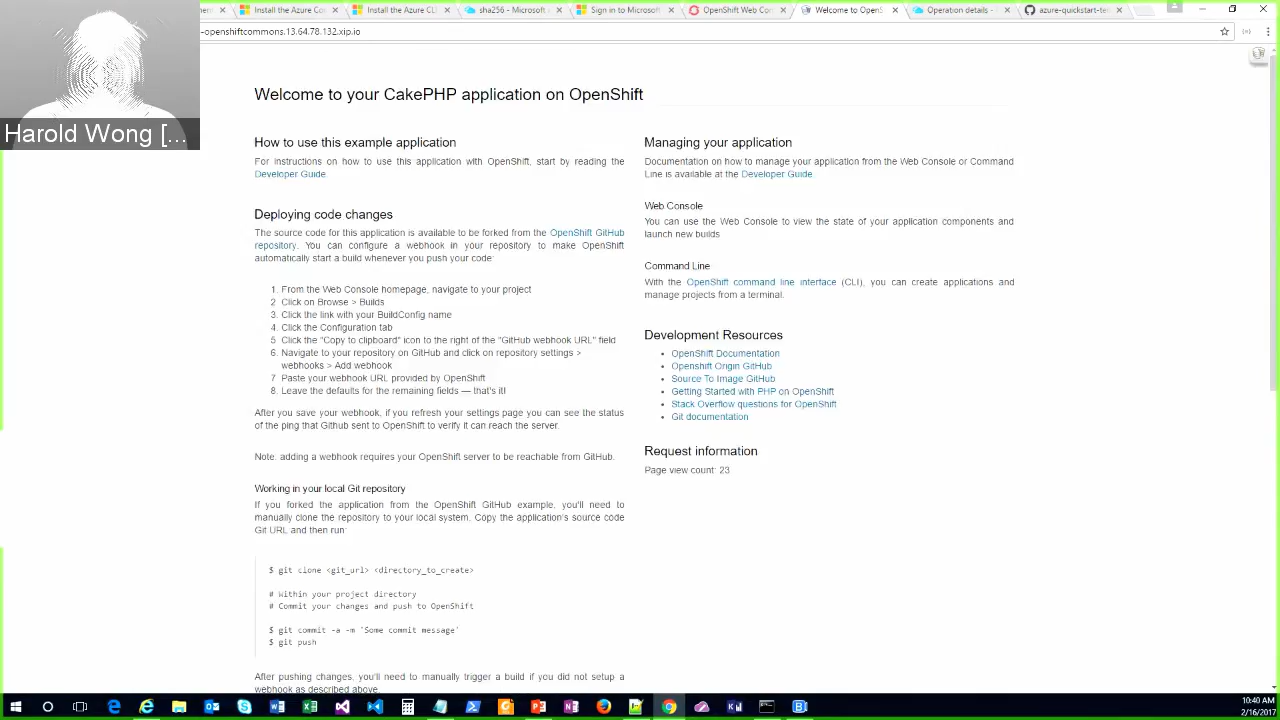 Install the Azure Co
Install the Azure CL
sha256 - Microsoft
Sign in to Microsof
OpenShift Web Con
Welcome to OpenS
Operation details -
azure-quickstart-te
-openshiftcommons.13.64.78.132.xip.io
Harold Wong [...
Welcome to your CakePHP application on OpenShift
How to use this example application
For instructions on how to use this application with OpenShift, start by reading the
Developer Guide.
Deploying code changes
The source code for this application is available to be forked from the OpenShift GitHub
repository. You can configure a webhook in your repository to make OpenShift
automatically start a build whenever you push your code:
1. From the Web Console homepage, navigate to your project
2. Click on Browse > Builds
3. Click the link with your BuildConfig name
4. Click the Configuration tab
5. Click the "Copy to clipboard" icon to the right of the "GitHub webhook URL" field
6. Navigate to your repository on GitHub and click on repository settings >
webhooks > Add webhook
7. Paste your webhook URL provided by OpenShift
8. Leave the defaults for the remaining fields — that's it!
After you save your webhook, if you refresh your settings page you can see the status
of the ping that Github sent to OpenShift to verify it can reach the server.
Note: adding a webhook requires your OpenShift server to be reachable from GitHub.
Working in your local Git repository
If you forked the application from the OpenShift GitHub example, you'll need to
manually clone the repository to your local system. Copy the application's source code
Git URL and then run:
$ git clone <git_url> <directory_to_create>
# Within your project directory
# Commit your changes and push to OpenShift
$ git commit -a -m 'Some commit message'
$ git push
After pushing changes, you'll need to manually trigger a build if you did not setup a
webhook as described above.
Managing your application
Documentation on how to manage your application from the Web Console or Command
Line is available at the Developer Guide.
Web Console
You can use the Web Console to view the state of your application components and
launch new builds.
Command Line
With the OpenShift command line interface (CLI), you can create applications and
manage projects from a terminal.
Development Resources
OpenShift Documentation
Openshift Origin GitHub
Source To Image GitHub
Getting Started with PHP on OpenShift
Stack Overflow questions for OpenShift
Git documentation
Request information
Page view count: 23
10:40 AM
2/16/2017